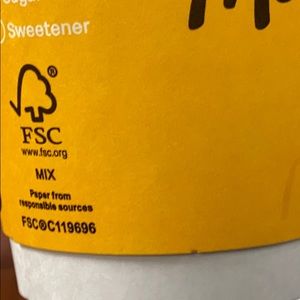 Sweetener
FSC
www.fsc.org
MIX
Paper from
responsible sources
FSC®C119696